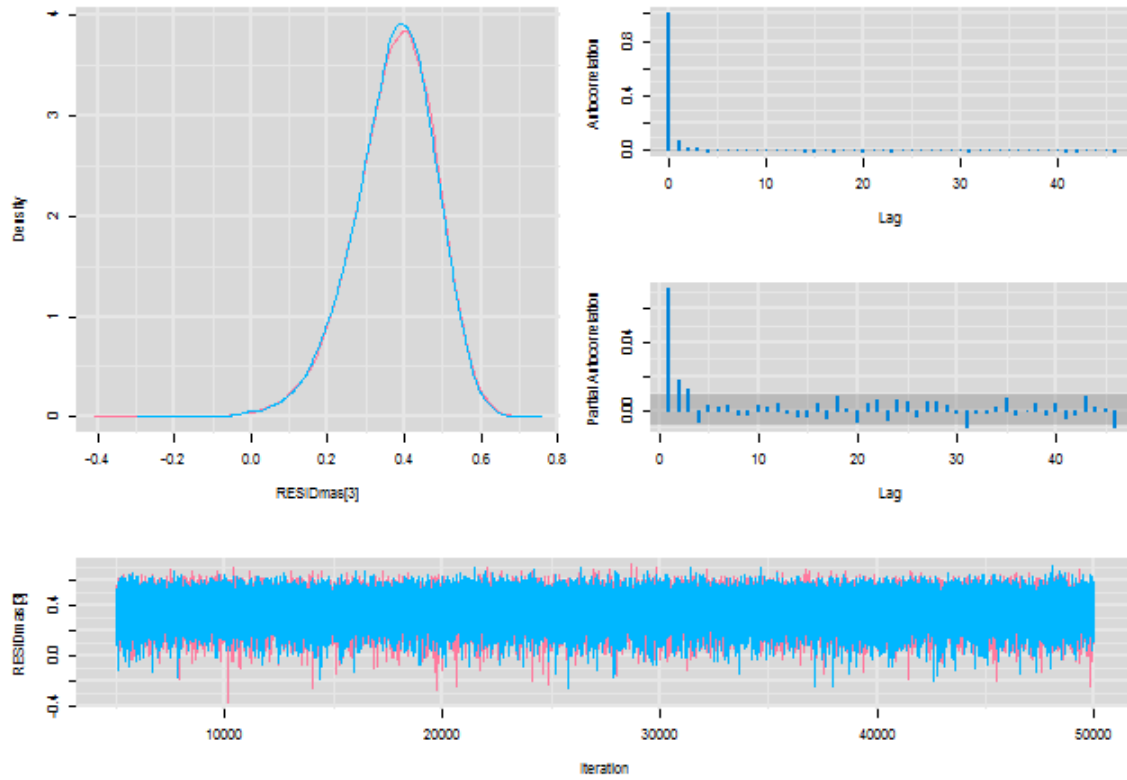 Density
4
3
2
1
0
-0.4 -0.2 0.0 0.2 0.4 0.6 0.8
RESIDmas[3]
Autocorrelation
0.8
0.4
0.0
0 10 20 30 40
Lag
Partial Autocorrelation
0.04
0.00
0 10 20 30 40
Lag
RESIDmas[3]
0.4
0.0
-0.4
10000 20000 30000 40000 50000
Iteration